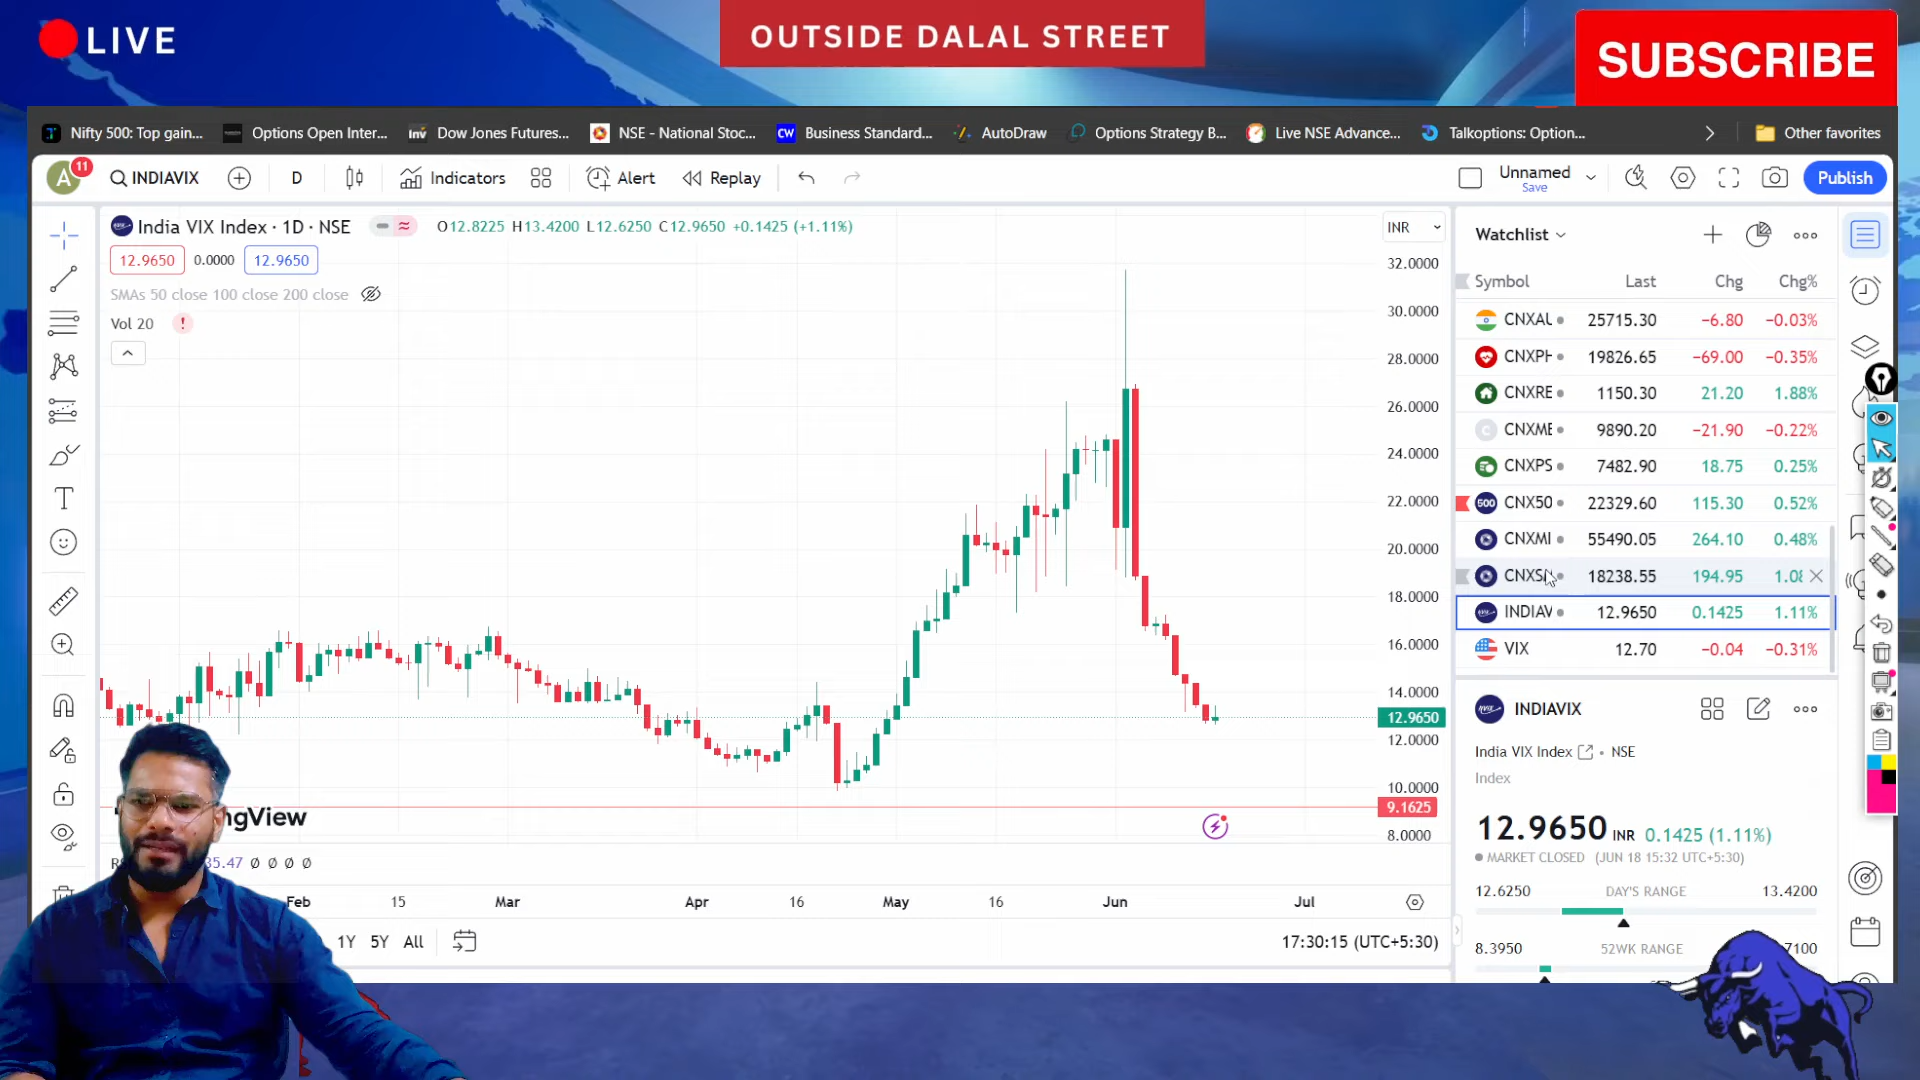 LIVE
OUTSIDE DALAL STREET
SUBSCRIBE
Nifty 500: Top gain...
Options Open Inter...
Dow Jones Futures...
NSE - National Stoc...
Business Standard...
AutoDraw
Options Strategy B...
Live NSE Advance...
Talkoptions: Option...
Other favorites
A 11
INDIAVIX
D
Indicators
Alert
Replay
Unnamed
Save
Publish
India VIX Index · 1D · NSE
O12.8225 H13.4200 L12.6250 C12.9650 +0.1425 (+1.11%)
12.9650 0.0000 12.9650
SMAs 50 close 100 close 200 close
Vol 20
INR
32.0000
30.0000
28.0000
26.0000
24.0000
22.0000
20.0000
18.0000
16.0000
14.0000
12.9650
12.0000
10.0000
9.1625
8.0000
ngView
35.47 Ø Ø Ø Ø
Feb 15 Mar Apr 16 May 16 Jun Jul
1Y 5Y All
17:30:15 (UTC+5:30)
Watchlist
Symbol Last Chg Chg%
CNXAU 25715.30 −6.80 −0.03%
CNXPH 19826.65 −69.00 −0.35%
CNXRE 1150.30 21.20 1.88%
CNXME 9890.20 −21.90 −0.22%
CNXPS 7482.90 18.75 0.25%
500 CNX50 22329.60 115.30 0.52%
CNXMI 55490.05 264.10 0.48%
18238.55 194.95
INDIAV 12.9650 0.1425 1.11%
VIX 12.70 −0.04 −0.31%
INDIAVIX
India VIX Index · NSE
Index
12.9650 INR 0.1425 (1.11%)
MARKET CLOSED (JUN 18 15:32 UTC+5:30)
12.6250 DAY'S RANGE 13.4200
8.3950 52WK RANGE